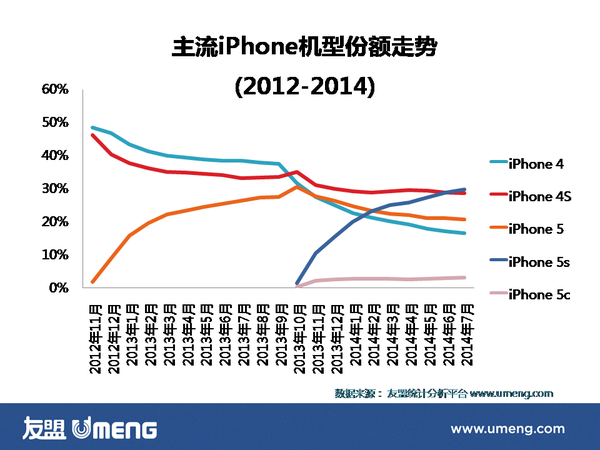 主流iPhone机型份额走势
(2012-2014)
60%
50%
40%
30%
20%
10%
0%
iPhone 4
iPhone 4S
iPhone 5
iPhone 5s
iPhone 5c
2012年11月
2012年12月
2013年1月
2013年2月
2013年3月
2013年4月
2013年5月
2013年6月
2013年7月
2013年8月
2013年9月
2013年10月
2013年11月
2013年12月
2014年1月
2014年2月
2014年3月
2014年4月
2014年5月
2014年6月
2014年7月
数据来源: 友盟统计分析平台 www.umeng.com
友盟 UMENG
www.umeng.com